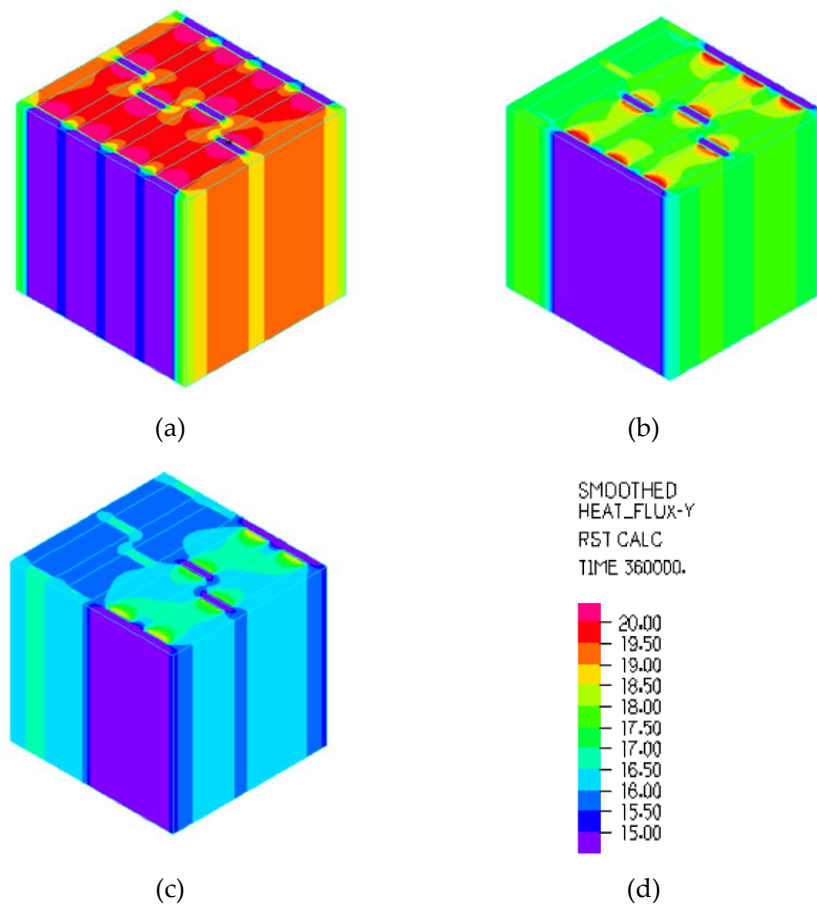 (a)
(b)
(c)
SMOOTHED
HEAT_FLUX-Y
RST CALC
TIME 360000.
20.00
19.50
19.00
18.50
18.00
17.50
17.00
16.50
16.00
15.50
15.00
(d)